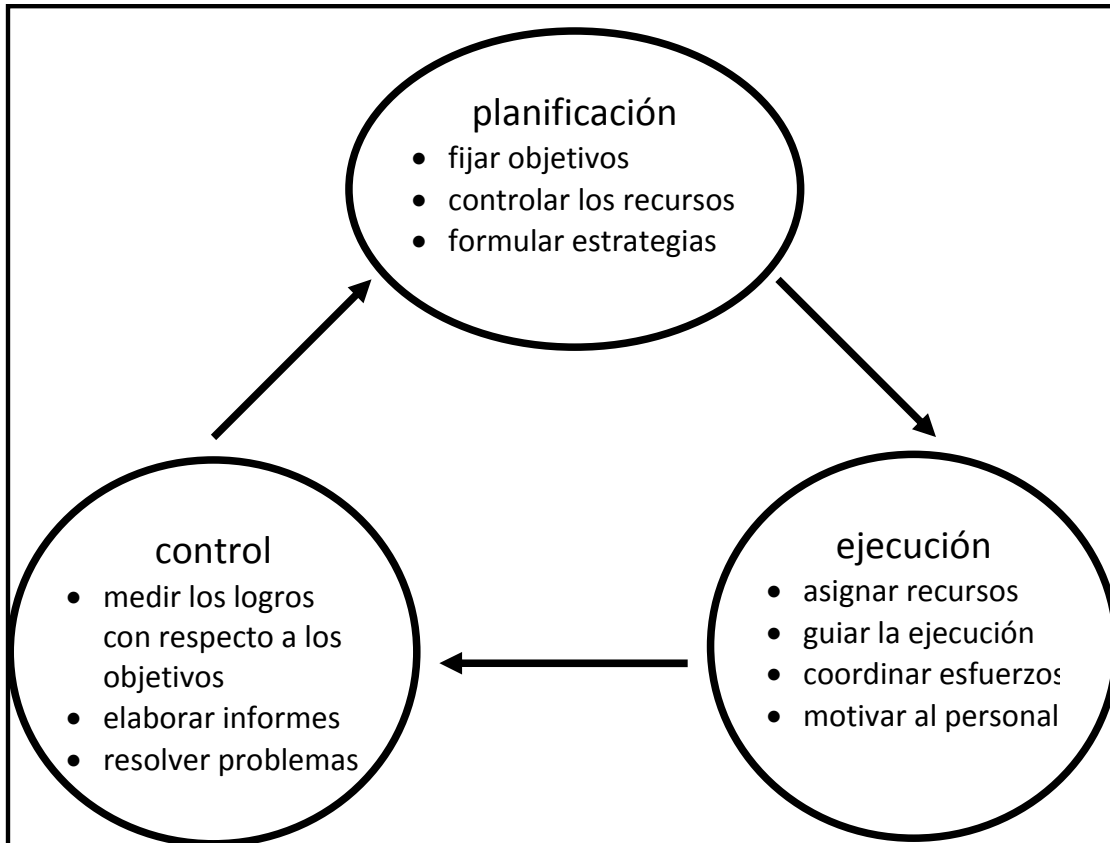 planificación
• fijar objetivos
• controlar los recursos
• formular estrategias
control
• medir los logros
con respecto a los
objetivos
• elaborar informes
• resolver problemas
ejecución
• asignar recursos
• guiar la ejecución
• coordinar esfuerzos
• motivar al personal